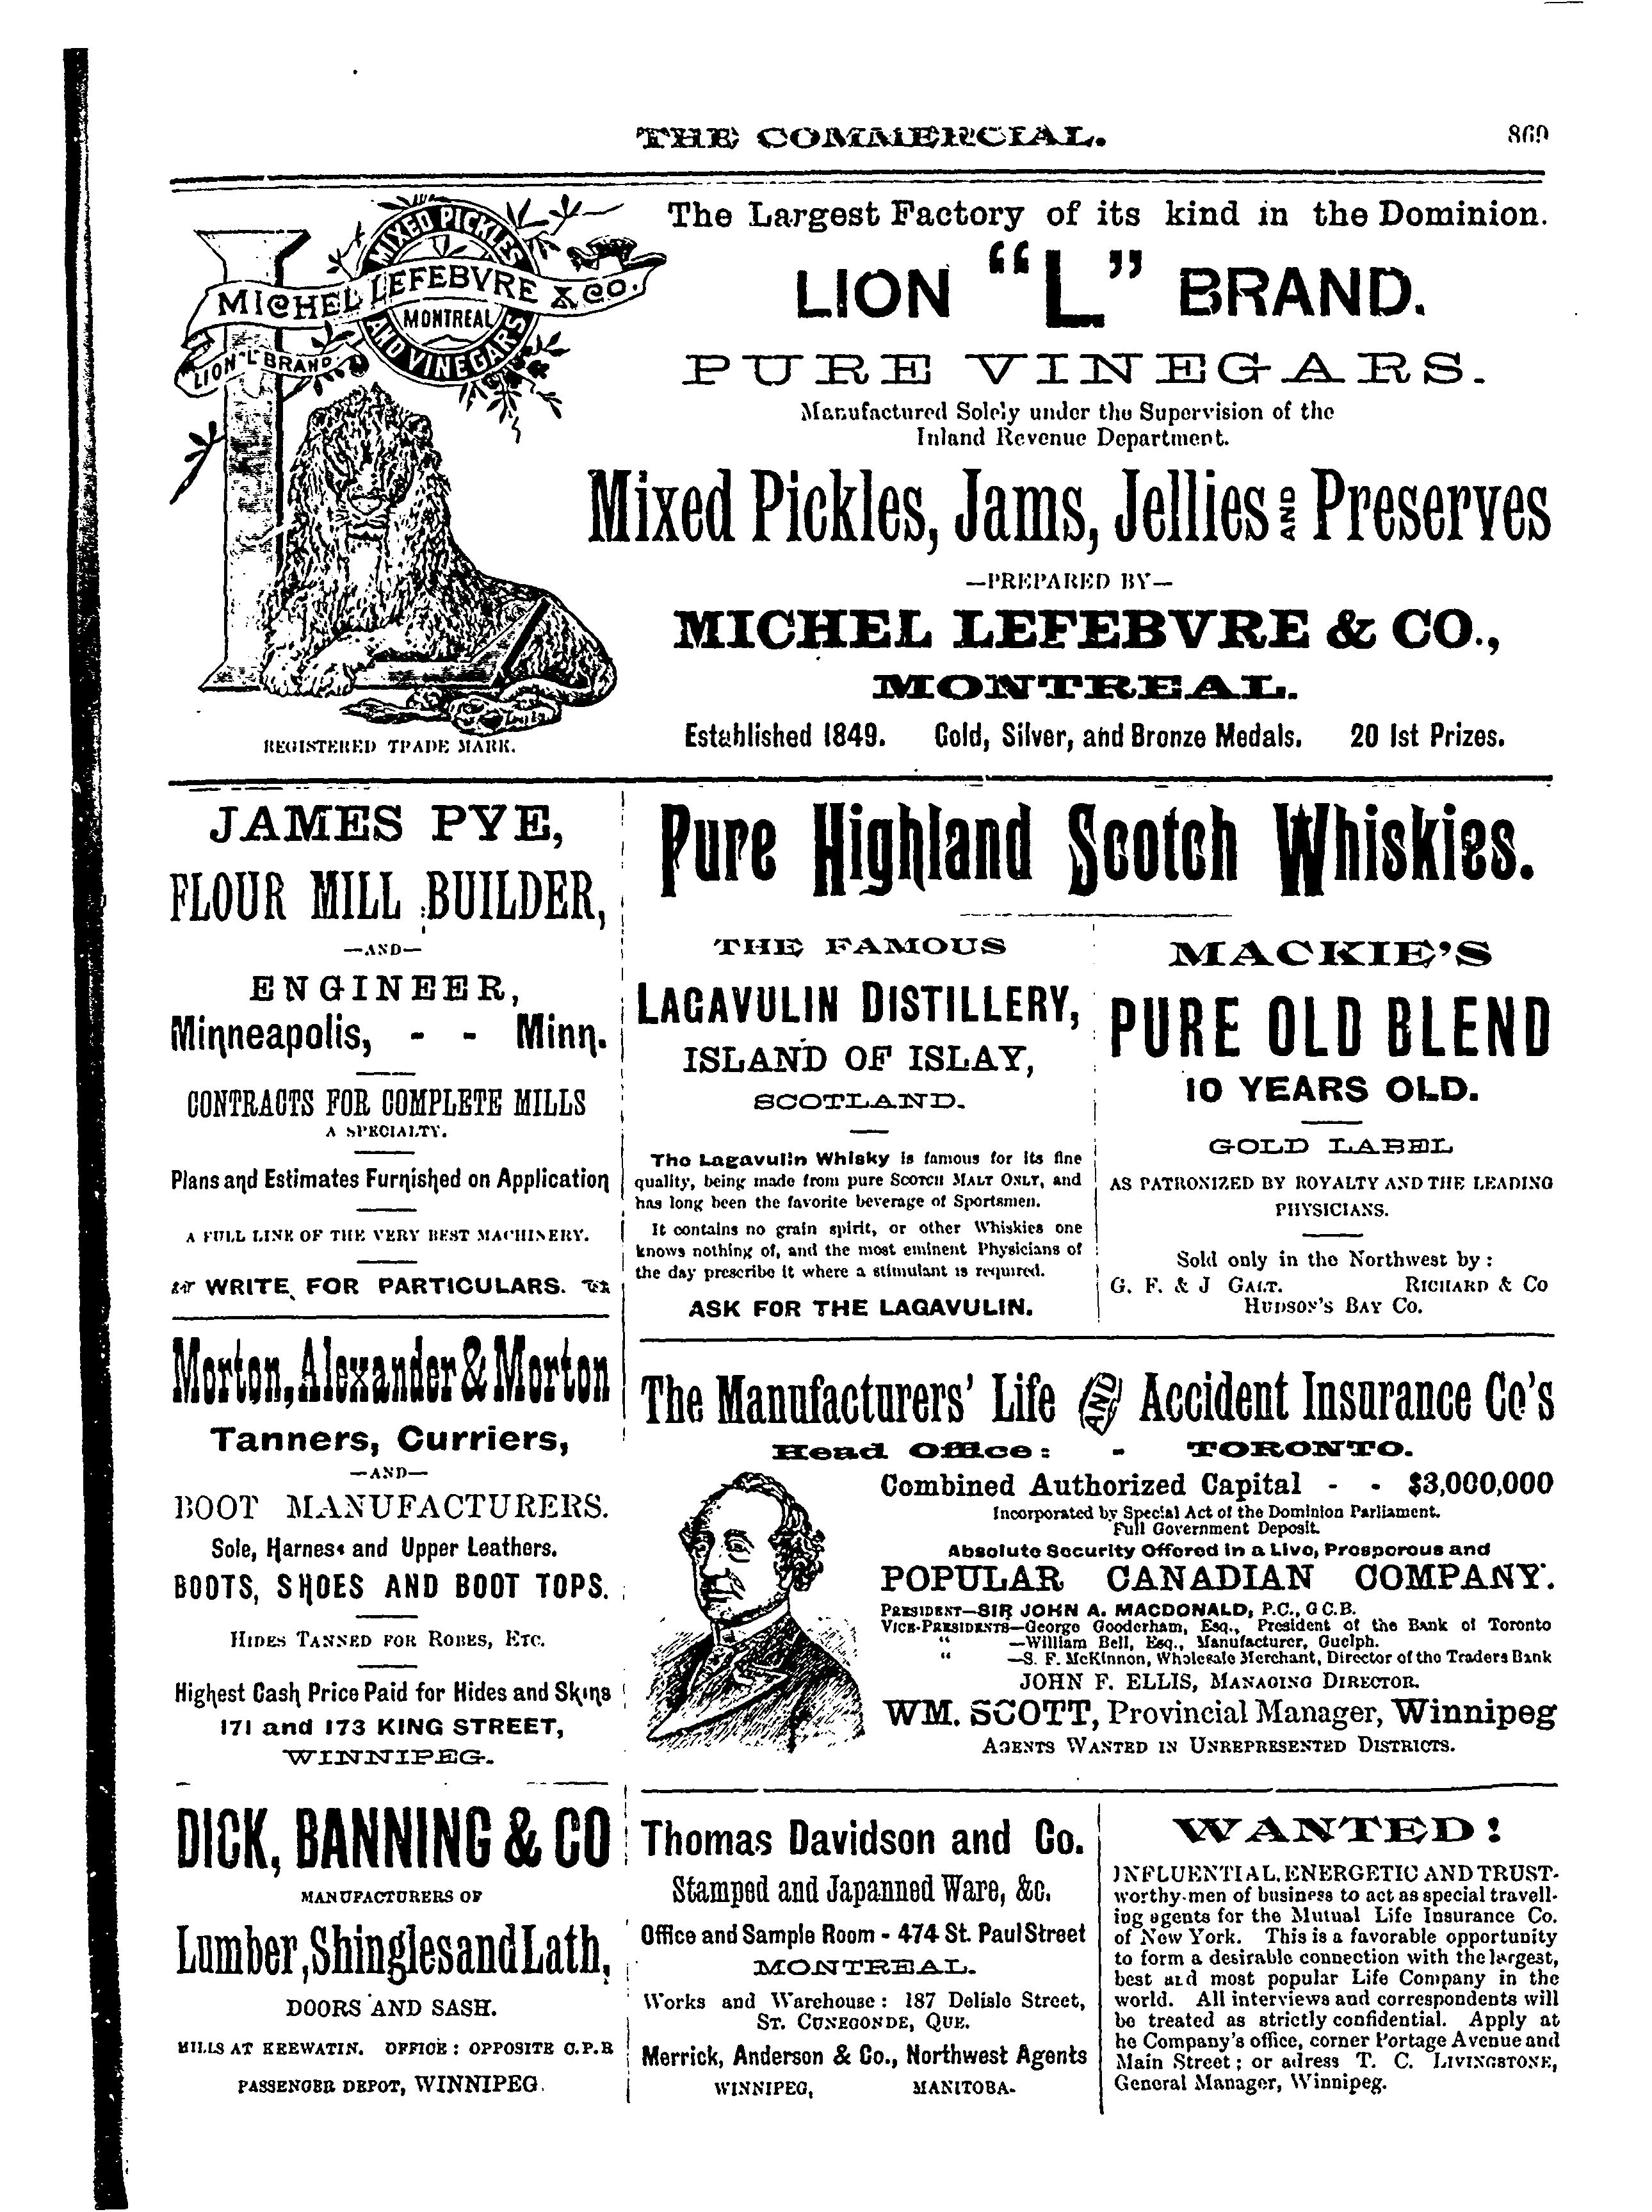 THE COMMERCIAL.
869
MIXED PICKLES
AND VINEGARS
MICHEL LEFEBVRE & CO.
MONTREAL
LION "L" BRAND
REGISTERED TRADE MARK.
The Largest Factory of its kind in the Dominion.
LION "L" BRAND.
PURE VINEGARS.
Manufactured Solely under the Supervision of the
Inland Revenue Department.
Mixed Pickles, Jams, Jellies AND Preserves
—PREPARED BY—
MICHEL LEFEBVRE & CO.,
MONTREAL.
Established 1849. Gold, Silver, and Bronze Medals. 20 1st Prizes.
JAMES PYE,
FLOUR MILL BUILDER,
—AND—
ENGINEER,
Minneapolis, - - Minn.
CONTRACTS FOR COMPLETE MILLS
A SPECIALTY.
Plans and Estimates Furnished on Application
A FULL LINE OF THE VERY BEST MACHINERY.
WRITE FOR PARTICULARS.
Pure Highland Scotch Whiskies.
THE FAMOUS
LAGAVULIN DISTILLERY,
ISLAND OF ISLAY,
SCOTLAND.
The Lagavulin Whisky is famous for its fine
quality, being made from pure SCOTCH MALT ONLY, and
has long been the favorite beverage of Sportsmen.
It contains no grain spirit, or other Whiskies one
knows nothing of, and the most eminent Physicians of
the day prescribe it where a stimulant is required.
ASK FOR THE LAGAVULIN.
MACKIE'S
PURE OLD BLEND
10 YEARS OLD.
GOLD LABEL
AS PATRONIZED BY ROYALTY AND THE LEADING
PHYSICIANS.
Sold only in the Northwest by:
G. F. & J GALT. RICHARD & CO
HUDSON'S BAY CO.
Morton, Alexander & Morton
Tanners, Curriers,
—AND—
BOOT MANUFACTURERS.
Sole, Harness and Upper Leathers.
BOOTS, SHOES AND BOOT TOPS.
HIDES TANNED FOR ROBES, ETC.
Highest Cash Price Paid for Hides and Skins
171 and 173 KING STREET,
WINNIPEG.
The Manufacturers' Life AND Accident Insurance Co's
Head Office: - TORONTO.
Combined Authorized Capital - - $3,000,000
Incorporated by Special Act of the Dominion Parliament.
Full Government Deposit.
Absolute Security Offered in a Live, Prosperous and
POPULAR CANADIAN COMPANY.
PRESIDENT—SIR JOHN A. MACDONALD, P.C., G C.B.
VICE-PRESIDENTS—George Gooderham, Esq., President of the Bank of Toronto
" —William Bell, Esq., Manufacturer, Guelph.
" —S. F. McKinnon, Wholesale Merchant, Director of the Traders Bank
JOHN F. ELLIS, MANAGING DIRECTOR.
WM. SCOTT, Provincial Manager, Winnipeg
AGENTS WANTED IN UNREPRESENTED DISTRICTS.
DICK, BANNING & CO
MANUFACTURERS OF
Lumber, Shingles and Lath,
DOORS AND SASH.
MILLS AT KEEWATIN. OFFICE: OPPOSITE C.P.R
PASSENGER DEPOT, WINNIPEG.
Thomas Davidson and Co.
Stamped and Japanned Ware, &c.
Office and Sample Room - 474 St. Paul Street
MONTREAL.
Works and Warehouse: 187 Delisle Street,
ST. CUNEGONDE, QUE.
Merrick, Anderson & Co., Northwest Agents
WINNIPEG, MANITOBA.
WANTED!
INFLUENTIAL, ENERGETIC AND TRUST-
worthy men of business to act as special travell-
ing agents for the Mutual Life Insurance Co.
of New York. This is a favorable opportunity
to form a desirable connection with the largest,
best and most popular Life Company in the
world. All interviews and correspondents will
be treated as strictly confidential. Apply at
he Company's office, corner Portage Avenue and
Main Street; or adress T. C. LIVINGSTONE,
General Manager, Winnipeg.